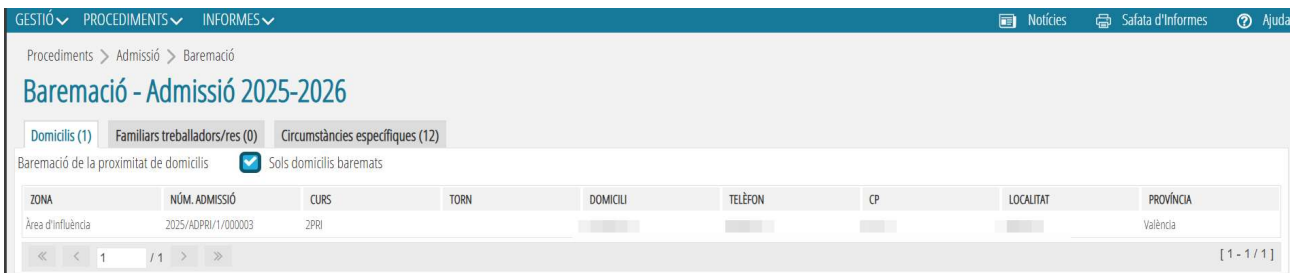 GESTIÓ PROCEDIMENTS INFORMES Notícies Safata d'Informes Ajuda
Procediments > Admissió > Baremació
Baremació - Admissió 2025-2026
Domicilis (1) Familiars treballadors/res (0) Circumstàncies específiques (12)
Baremació de la proximitat de domicilis Sols domicilis baremats
ZONA NÚM. ADMISSIÓ CURS TORN DOMICILI TELÈFON CP LOCALITAT PROVÍNCIA
Àrea d'influència 2025/ADPRI/1/000003 2PRI València
« < 1 / 1 > » [ 1 - 1 / 1 ]